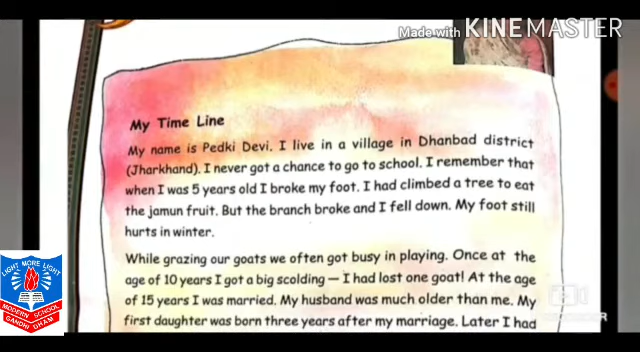 Made with KINEMASTER
My Time Line
My name is Pedki Devi. I live in a village in Dhanbad district
(Jharkhand). I never got a chance to go to school. I remember that
when I was 5 years old I broke my foot. I had climbed a tree to eat
the jamun fruit. But the branch broke and I fell down. My foot still
hurts in winter.
While grazing our goats we often got busy in playing. Once at the
age of 10 years I got a big scolding — I had lost one goat! At the age
of 15 years I was married. My husband was much older than me. My
first daughter was born three years after my marriage. Later I had
LIGHT MORE LIGHT
MODERN SCHOOL
GANDHI DHAM